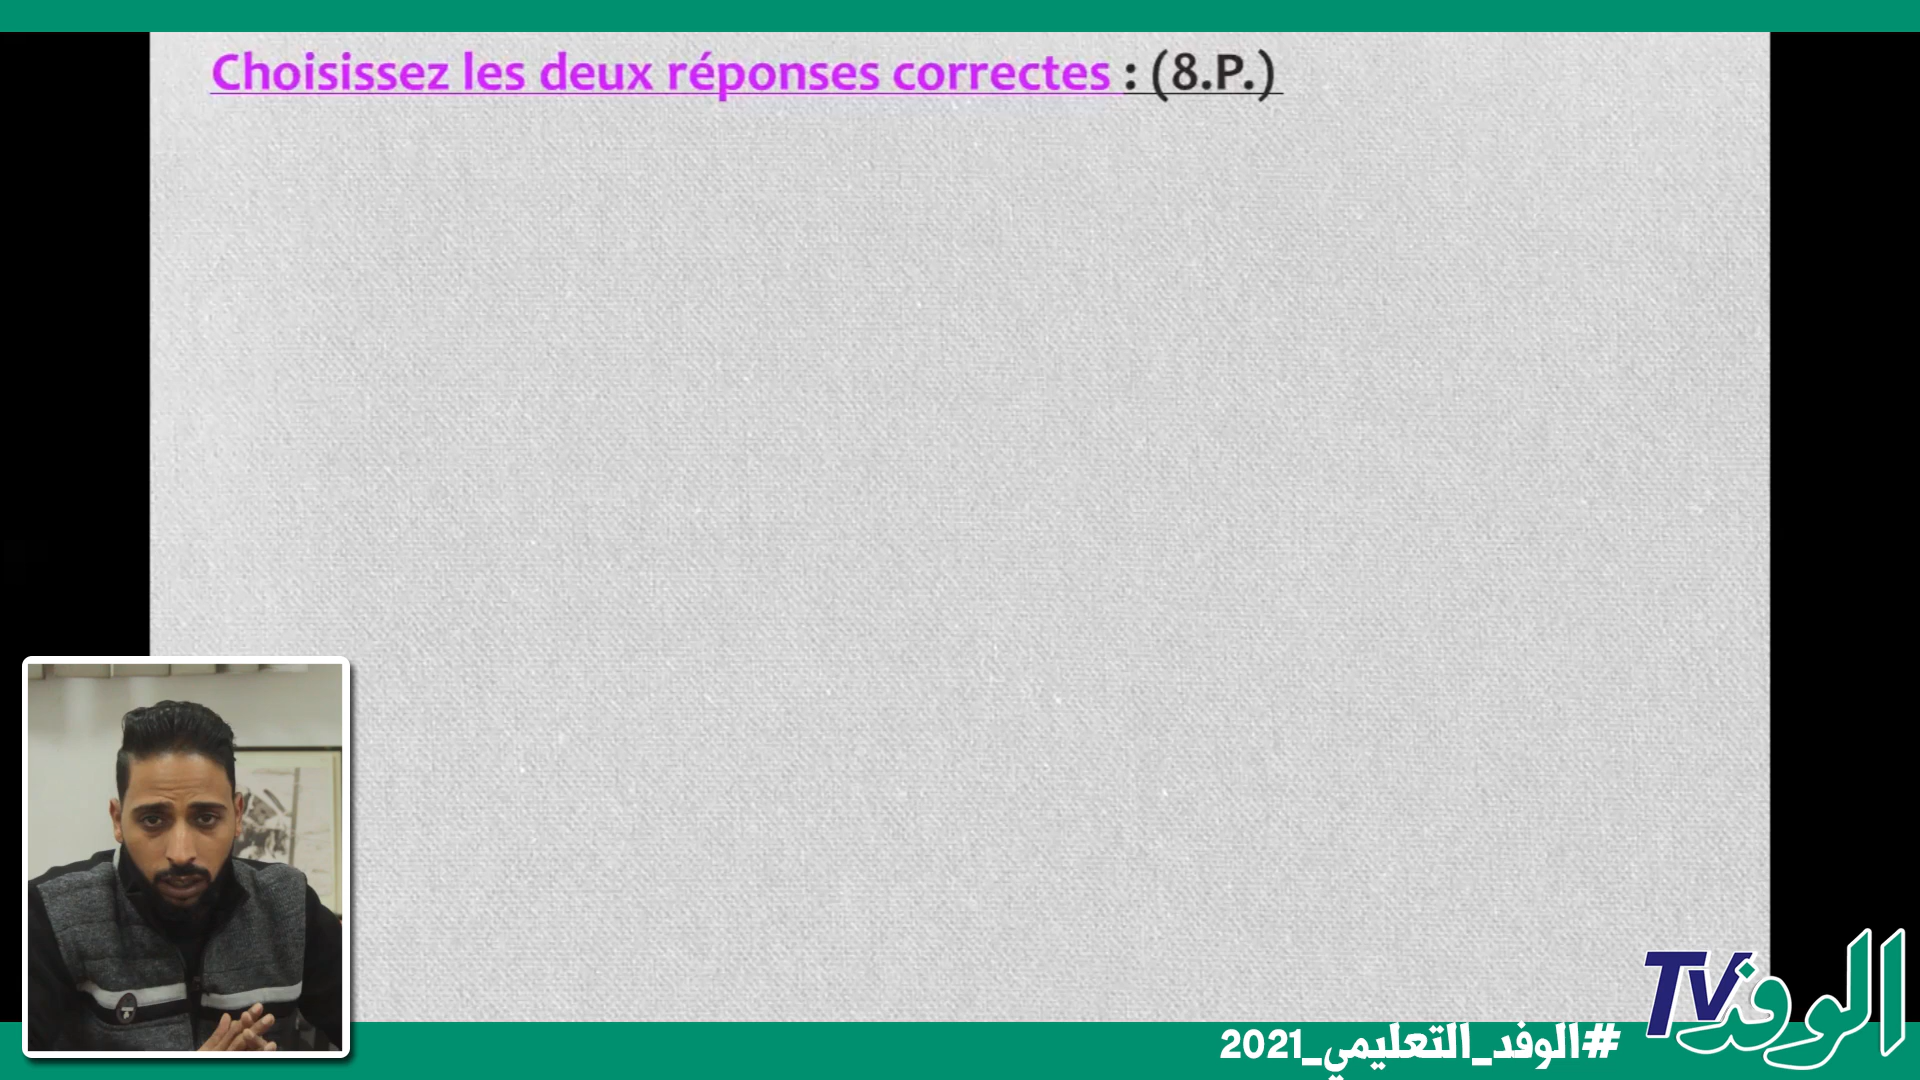 Choisissez les deux réponses correctes : (8.P.)
الوفد TV
#الوفد_التعليمي_2021